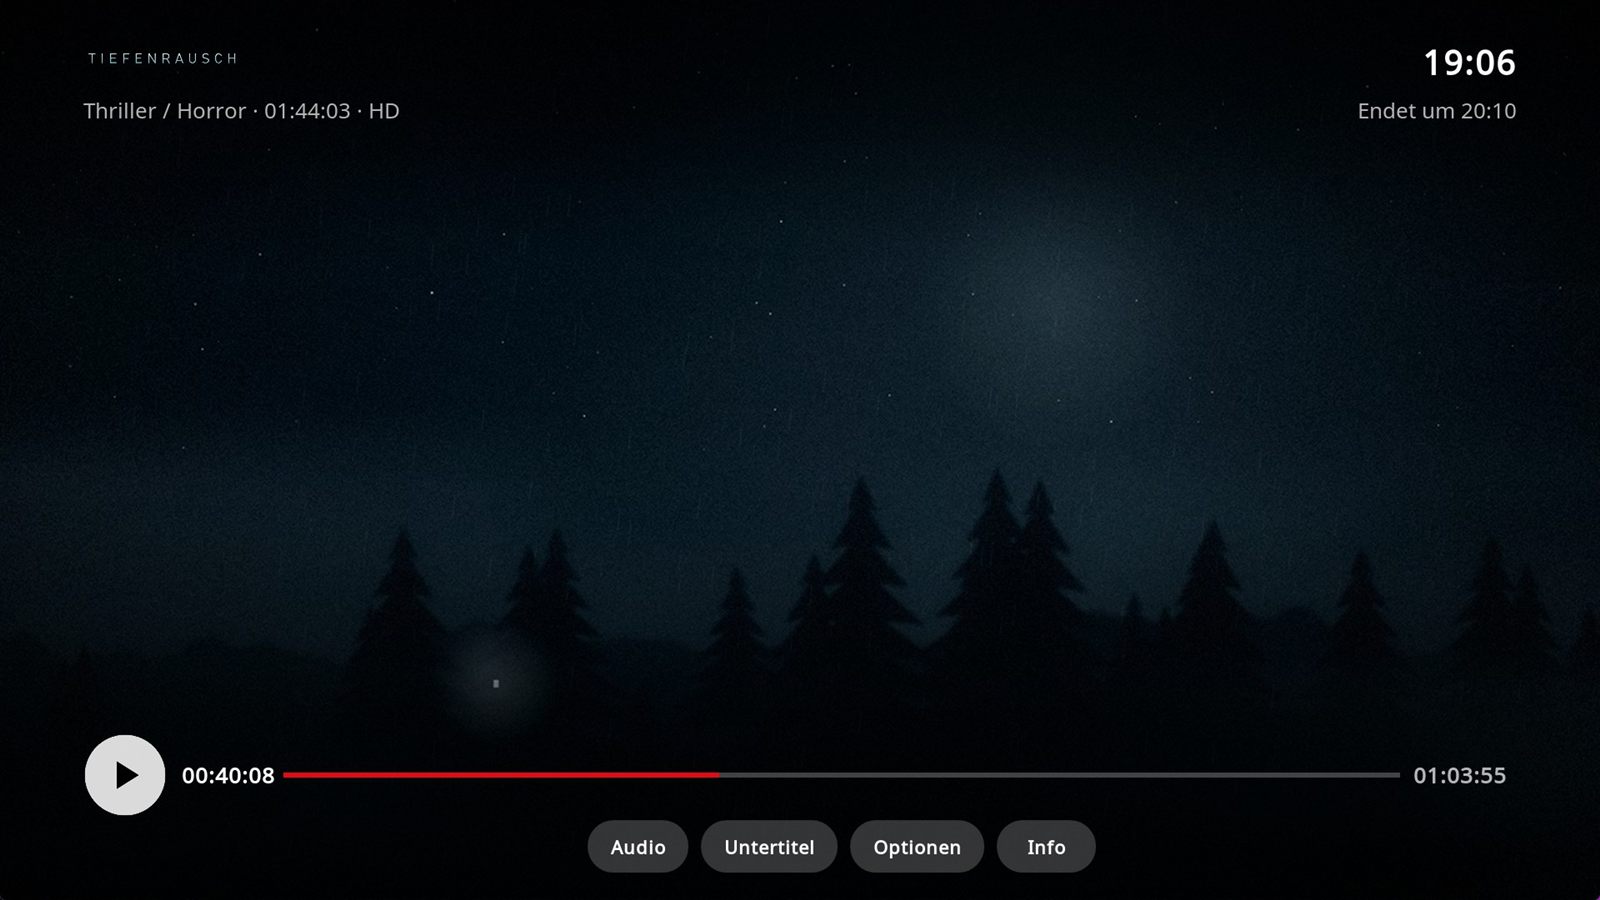 TIEFENRAUSCH
19:06
Thriller / Horror · 01:44:03 · HD
Endet um 20:10
00:40:08
01:03:55
Audio
Untertitel
Optionen
Info